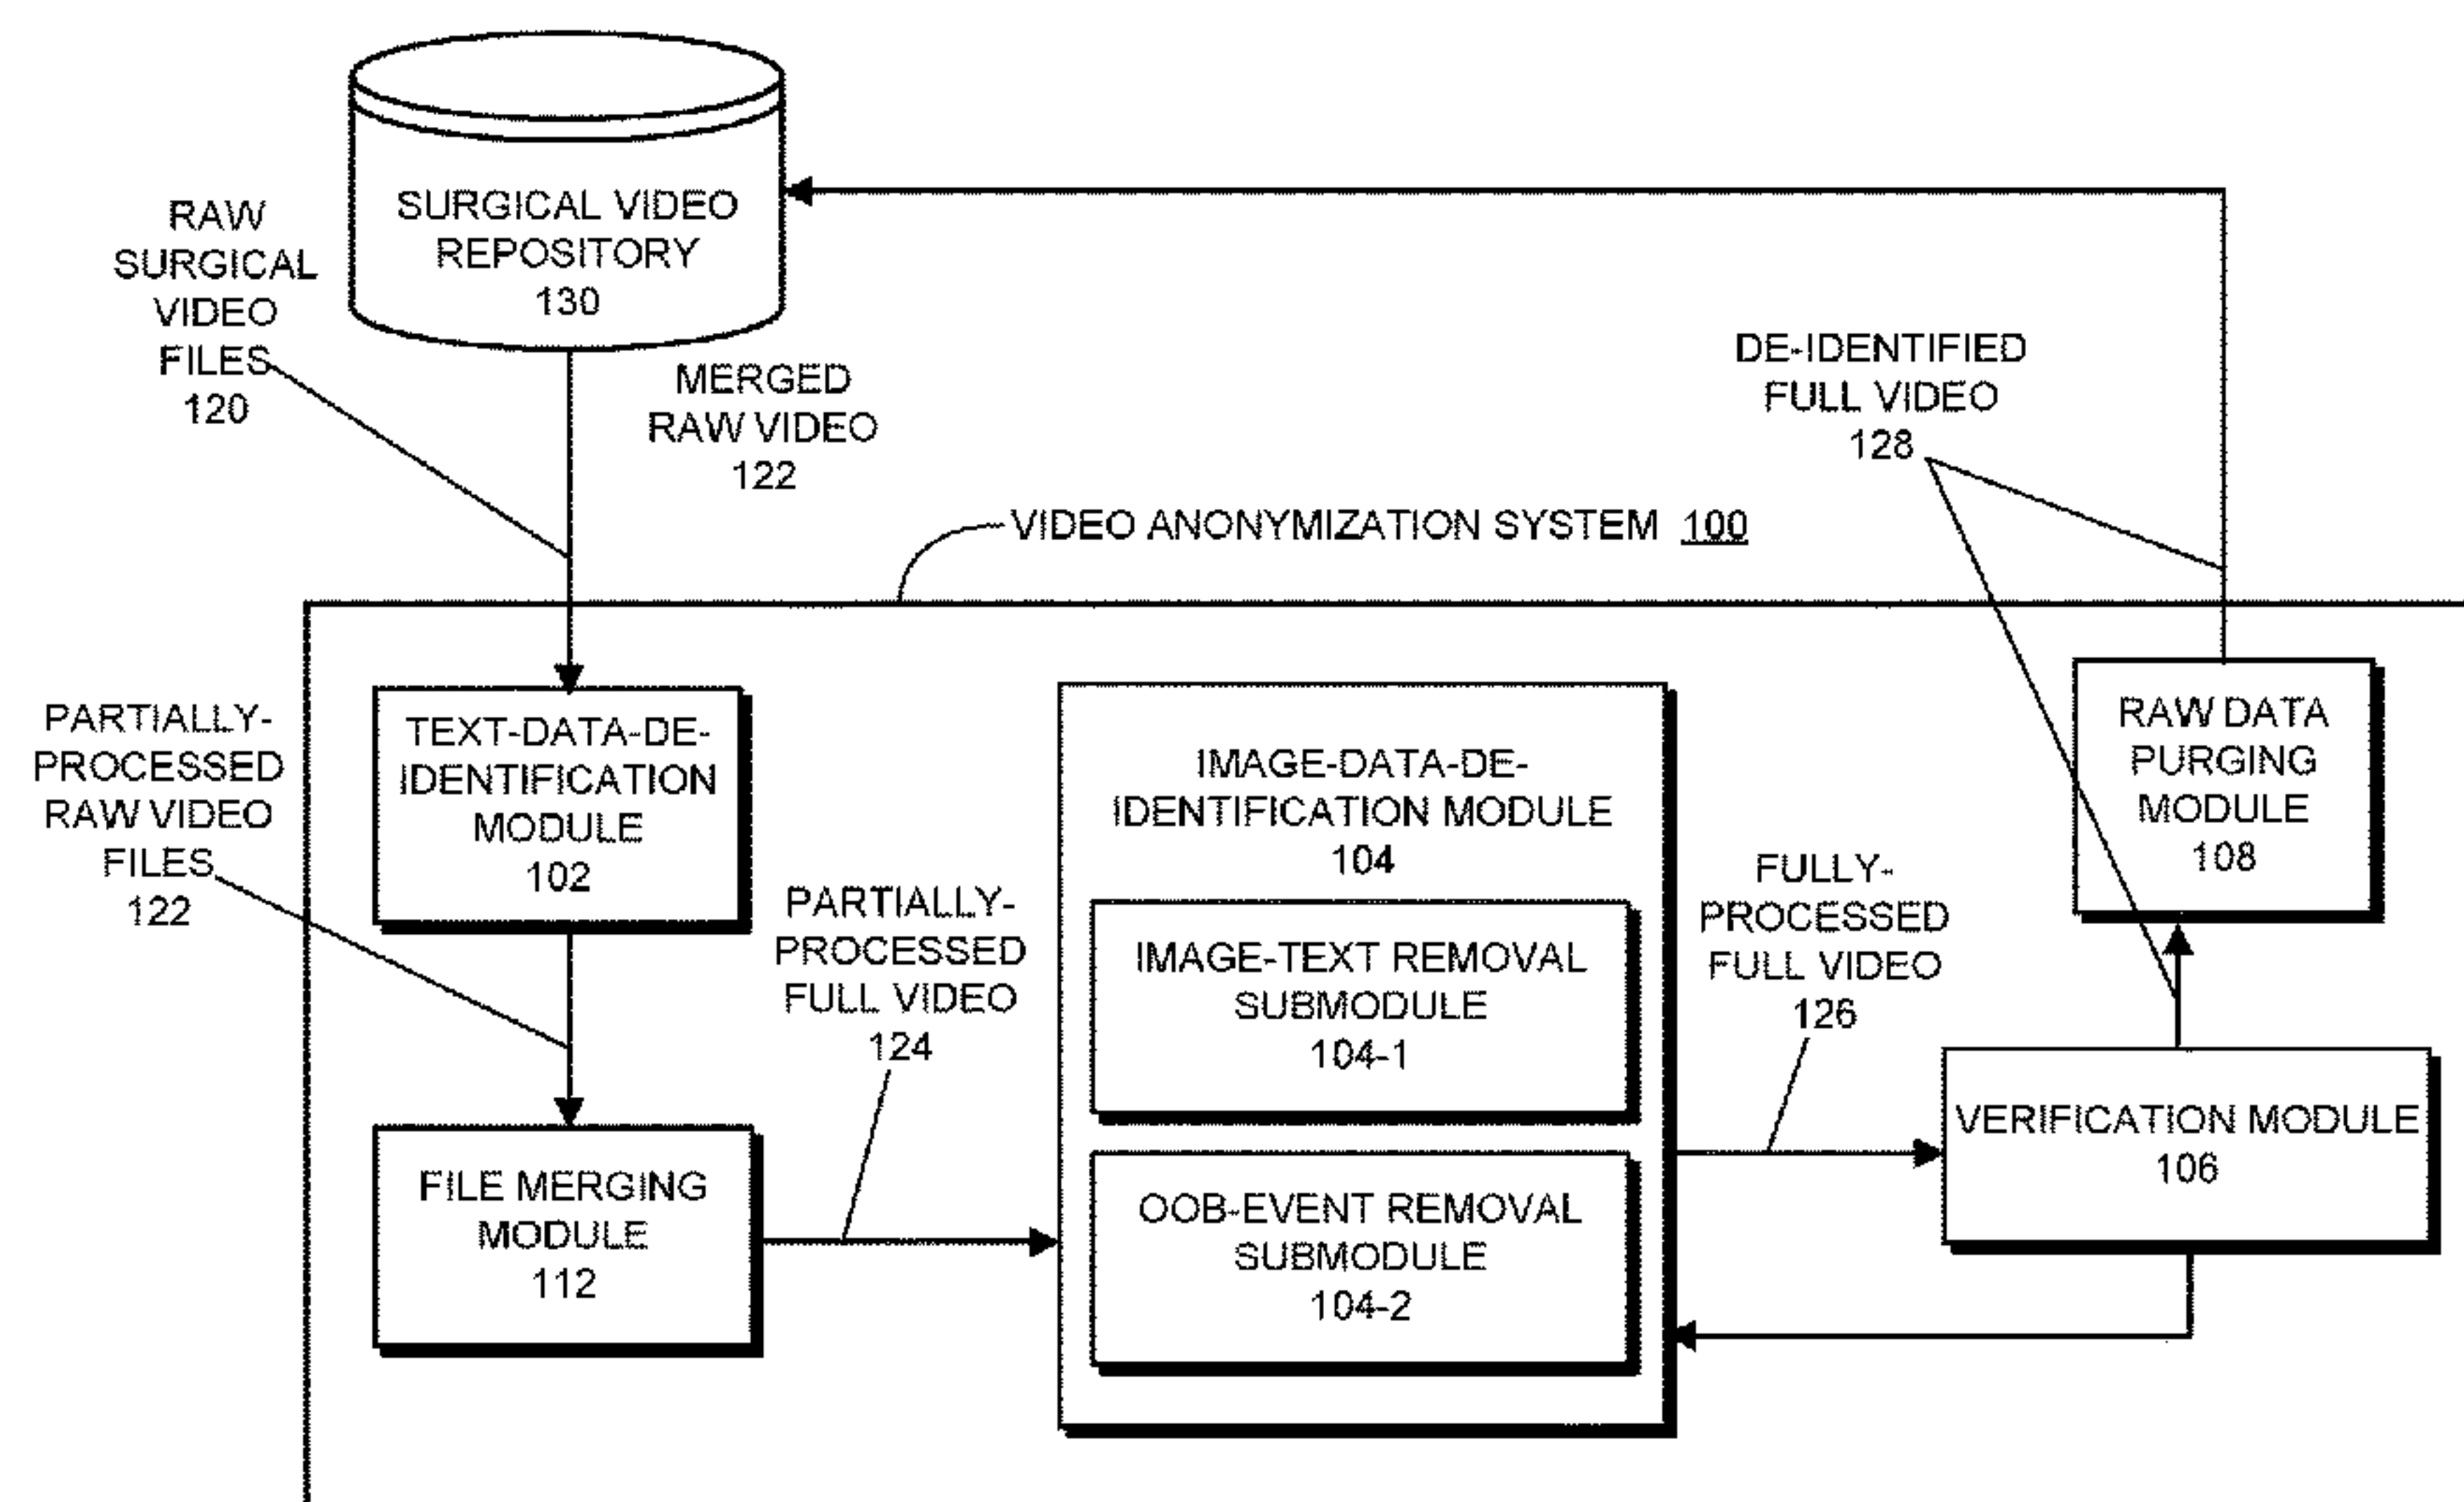 SURGICAL VIDEO
REPOSITORY
130
RAW
SURGICAL
VIDEO
FILES
120
MERGED
RAW VIDEO
122
DE-IDENTIFIED
FULL VIDEO
128
VIDEO ANONYMIZATION SYSTEM 100
PARTIALLY-
PROCESSED
RAW VIDEO
FILES
122
TEXT-DATA-DE-
IDENTIFICATION
MODULE
102
IMAGE-DATA-DE-
IDENTIFICATION MODULE
104
RAW DATA
PURGING
MODULE
108
PARTIALLY-
PROCESSED
FULL VIDEO
124
IMAGE-TEXT REMOVAL
SUBMODULE
104-1
FULLY-
PROCESSED
FULL VIDEO
126
FILE MERGING
MODULE
112
OOB-EVENT REMOVAL
SUBMODULE
104-2
VERIFICATION MODULE
106